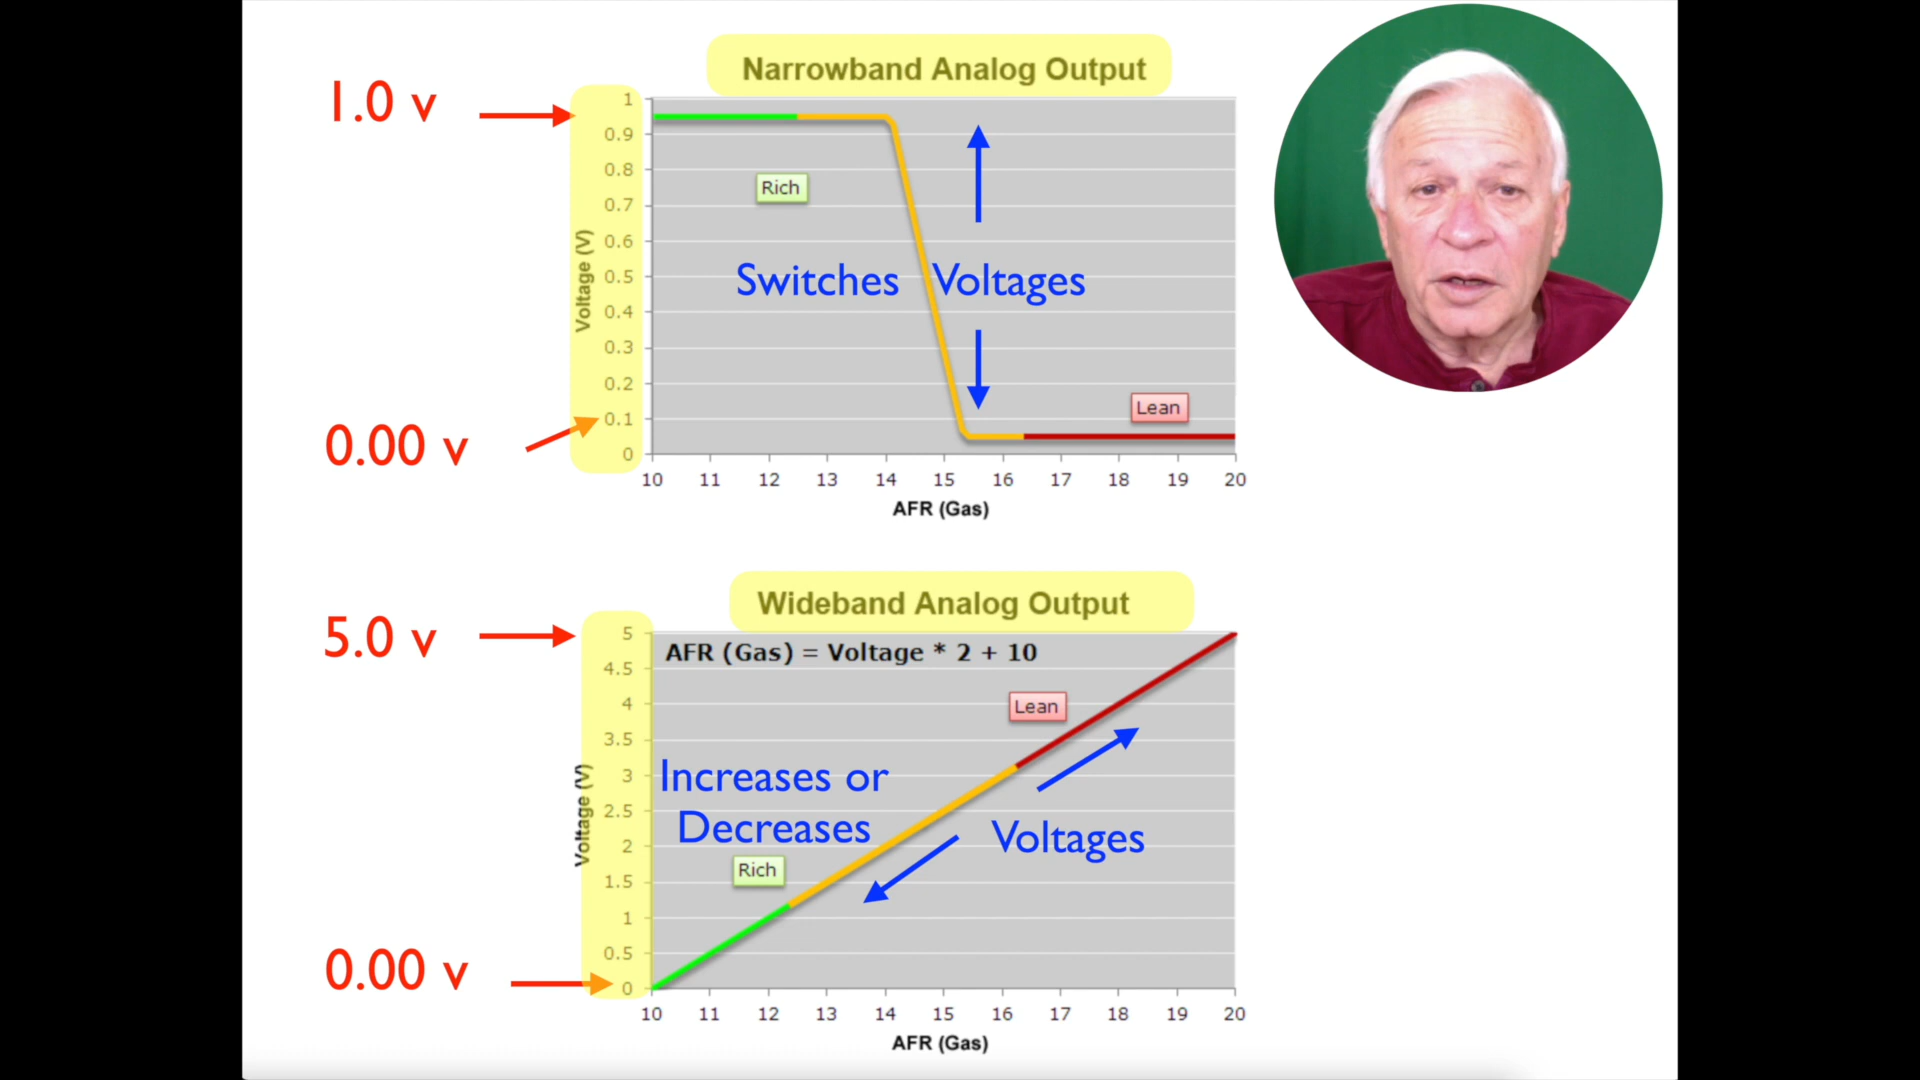 Narrowband Analog Output
1.0 v
1
0.9
0.8
0.7
0.6
0.5
0.4
0.3
0.2
0.1
0
Voltage (V)
Rich
Switches Voltages
Lean
0.00 v
10 11 12 13 14 15 16 17 18 19 20
AFR (Gas)
Wideband Analog Output
5.0 v
5
4.5
4
3.5
3
2.5
2
1.5
1
0.5
0
Voltage (V)
AFR (Gas) = Voltage * 2 + 10
Lean
Increases or
Decreases
Voltages
Rich
0.00 v
10 11 12 13 14 15 16 17 18 19 20
AFR (Gas)